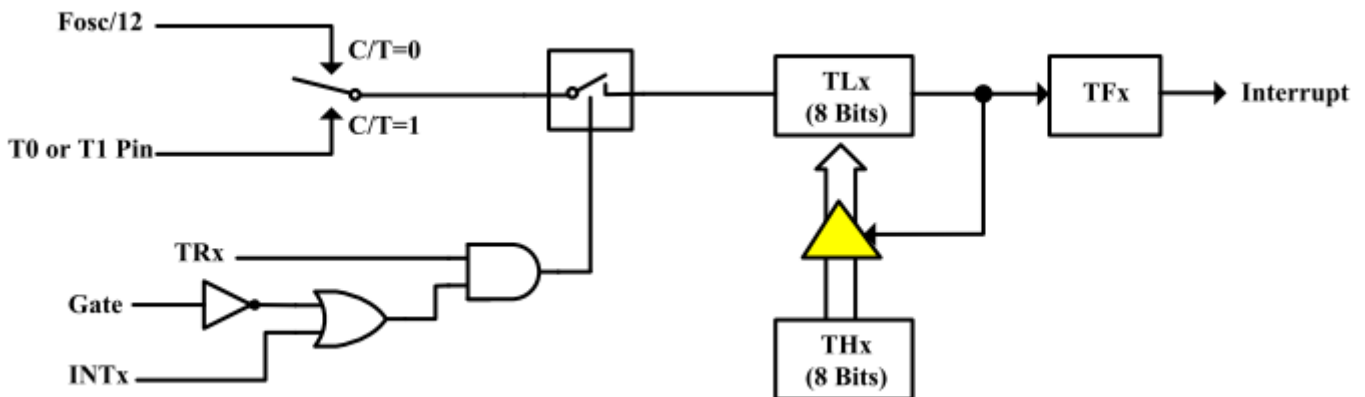 Fosc/12
C/T=0
C/T=1
T0 or T1 Pin
TLx
(8 Bits)
TFx
Interrupt
TRx
Gate
INTx
THx
(8 Bits)